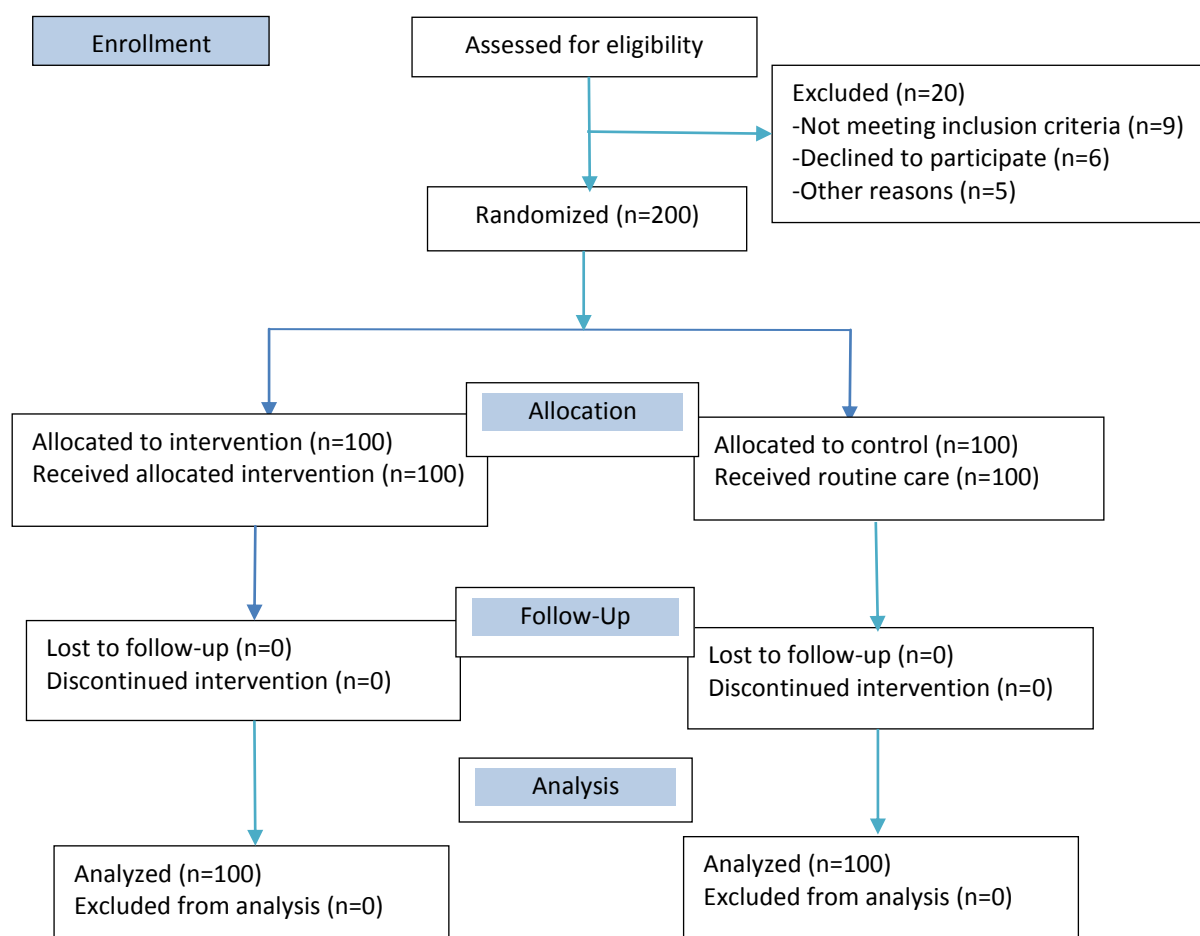 Enrollment
Assessed for eligibility
Excluded (n=20)
-Not meeting inclusion criteria (n=9)
-Declined to participate (n=6)
-Other reasons (n=5)
Randomized (n=200)
Allocation
Allocated to intervention (n=100)
Received allocated intervention (n=100)
Allocated to control (n=100)
Received routine care (n=100)
Follow-Up
Lost to follow-up (n=0)
Discontinued intervention (n=0)
Lost to follow-up (n=0)
Discontinued intervention (n=0)
Analysis
Analyzed (n=100)
Excluded from analysis (n=0)
Analyzed (n=100)
Excluded from analysis (n=0)